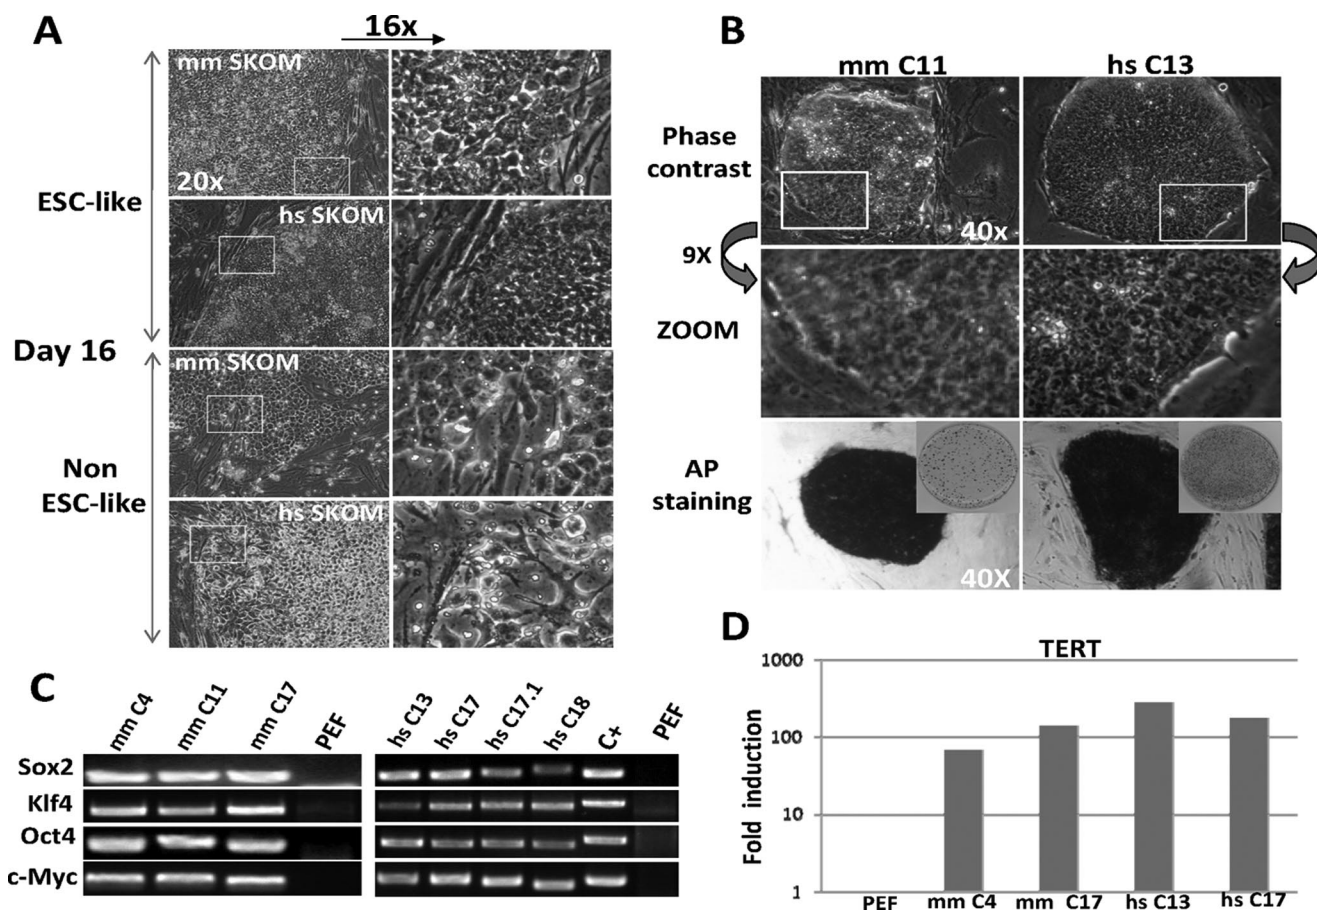 A
16x
ESC-like
mm SKOM
20x
hs SKOM
Day 16
Non
ESC-like
mm SKOM
hs SKOM
B
mm C11
hs C13
Phase
contrast
40x
9X
ZOOM
AP
staining
40X
C
mm C4
mm C11
mm C17
PEF
hs C13
hs C17
hs C17.1
hs C18
C+
PEF
Sox2
Klf4
Oct4
c-Myc
D
TERT
Fold induction
1000
100
10
1
PEF
mm C4
mm C17
hs C13
hs C17